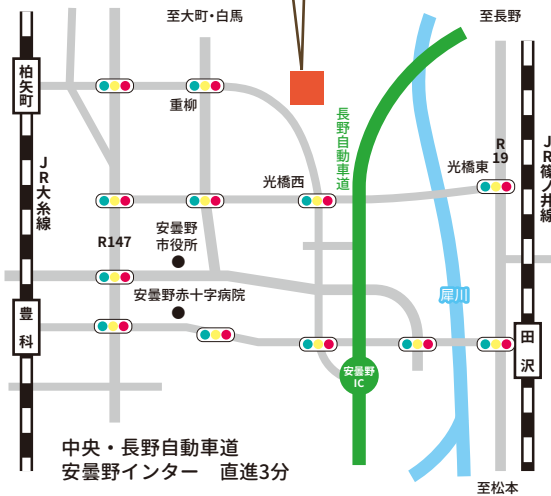 至大町・白馬
至長野
柏矢町
重柳
長野自動車道
R
19
JR大糸線
JR篠ノ井線
光橋東
光橋西
R147
安曇野
市役所
安曇野赤十字病院
犀川
豊科
田沢
安曇野
IC
中央・長野自動車道
安曇野インター　直進3分
至松本